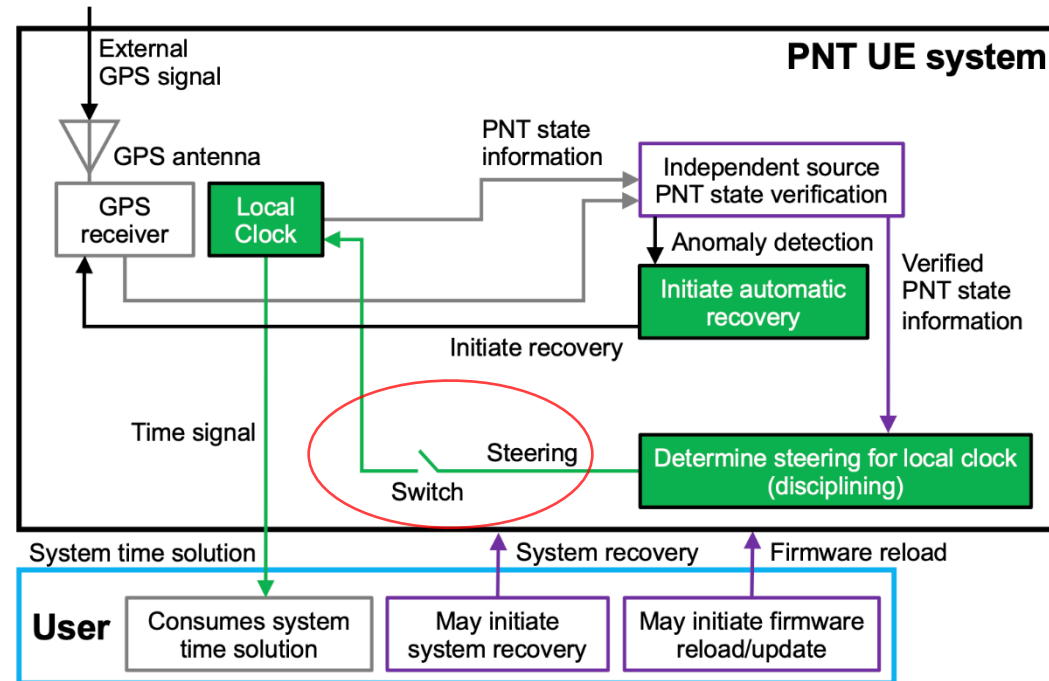 PNT UE system
External
GPS signal
GPS antenna
GPS
receiver
Local
Clock
PNT state
information
Independent source
PNT state verification
Anomaly detection
Initiate automatic
recovery
Verified
PNT state
information
Initiate recovery
Time signal
Steering
Switch
Determine steering for local clock
(disciplining)
System time solution
System recovery
Firmware reload
User
Consumes system
time solution
May initiate
system recovery
May initiate firmware
reload/update